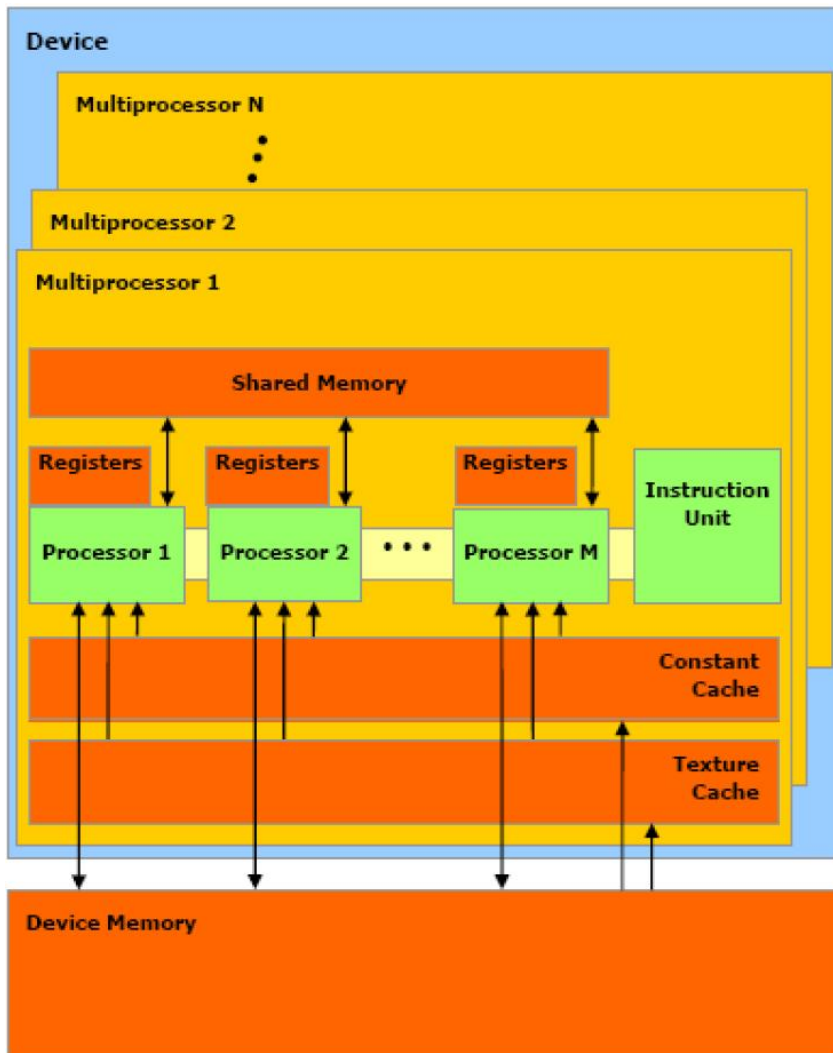 Device
Multiprocessor N
Multiprocessor 2
Multiprocessor 1
Shared Memory
Registers
Registers
Registers
Instruction
Unit
Processor 1
Processor 2
• • •
Processor M
Constant
Cache
Texture
Cache
Device Memory